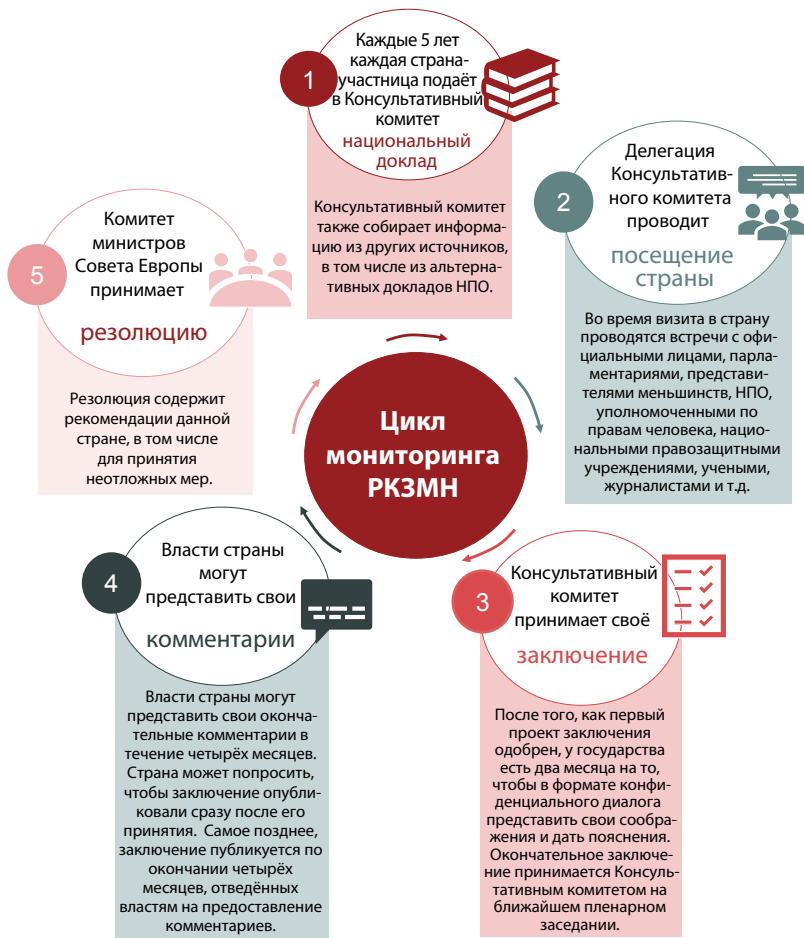 1
Каждые 5 лет
каждая страна-
участница подаёт
в Консультативный
комитет
национальный
доклад
Консультативный комитет
также собирает информа-
цию из других источников,
в том числе из альтерна-
тивных докладов НПО.
2
Делегация
Консультатив-
ного комитета
проводит
посещение
страны
Во время визита в страну
проводятся встречи с офи-
циальными лицами, парла-
ментариями, представи-
телями меньшинств, НПО,
уполномоченными по
правам человека, нацио-
нальными правозащитными
учреждениями, учеными,
журналистами и т.д.
3
Консультативный
комитет
принимает своё
заключение
После того, как первый
проект заключения
одобрен, у государства
есть два месяца на то,
чтобы в формате конфи-
денциального диалога
представить свои сообра-
жения и дать пояснения.
Окончательное заключе-
ние принимается Консуль-
тативным комитетом на
ближайшем пленарном
заседании.
4
Власти страны
могут
представить свои
комментарии
Власти страны могут
представить свои оконча-
тельные комментарии в
течение четырёх месяцев.
Страна может попросить,
чтобы заключение опубли-
ковали сразу после его
принятия. Самое позднее,
заключение публикуется по
окончании четырёх
месяцев, отведённых
властям на предоставление
комментариев.
5
Комитет
министров
Совета Европы
принимает
резолюцию
Резолюция содержит
рекомендации данной
стране, в том числе
для принятия
неотложных мер.
Цикл
мониторинга
РКЗМН